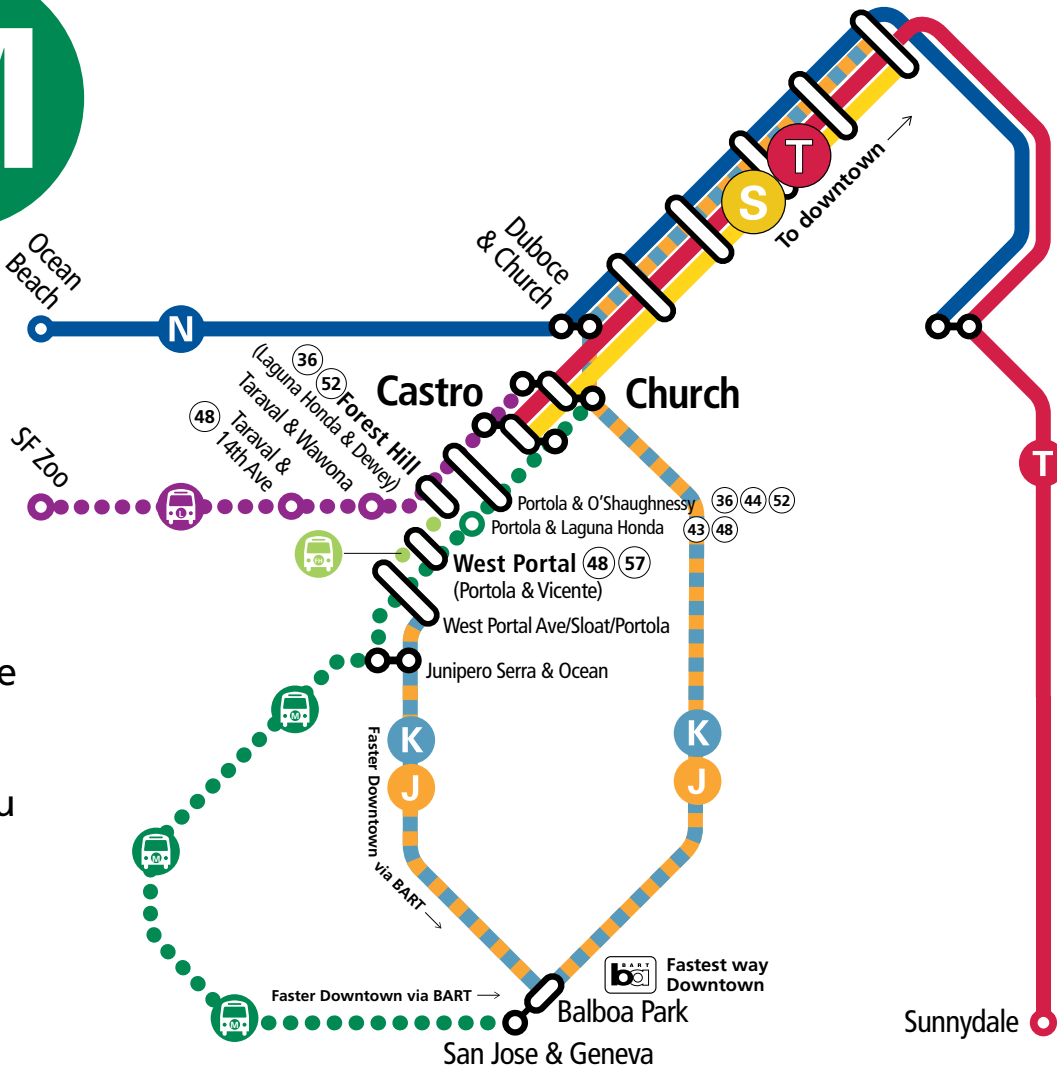 M
T
S
To downtown
Ocean
Beach
N
Duboce
& Church
Castro
Church
36
52
Forest Hill
(Laguna Honda & Dewey)
Taraval & Wawona
48
Taraval &
14th Ave
SF Zoo
L
T
Portola & O'Shaughnessy
36 44 52
Portola & Laguna Honda
43 48
FH
West Portal 48 57
(Portola & Vicente)
West Portal Ave/Sloat/Portola
Junipero Serra & Ocean
e
M
K
J
K
J
Faster Downtown via BART
u
M
BART
ba
Fastest way
Downtown
Faster Downtown via BART
M
Balboa Park
San Jose & Geneva
Sunnydale